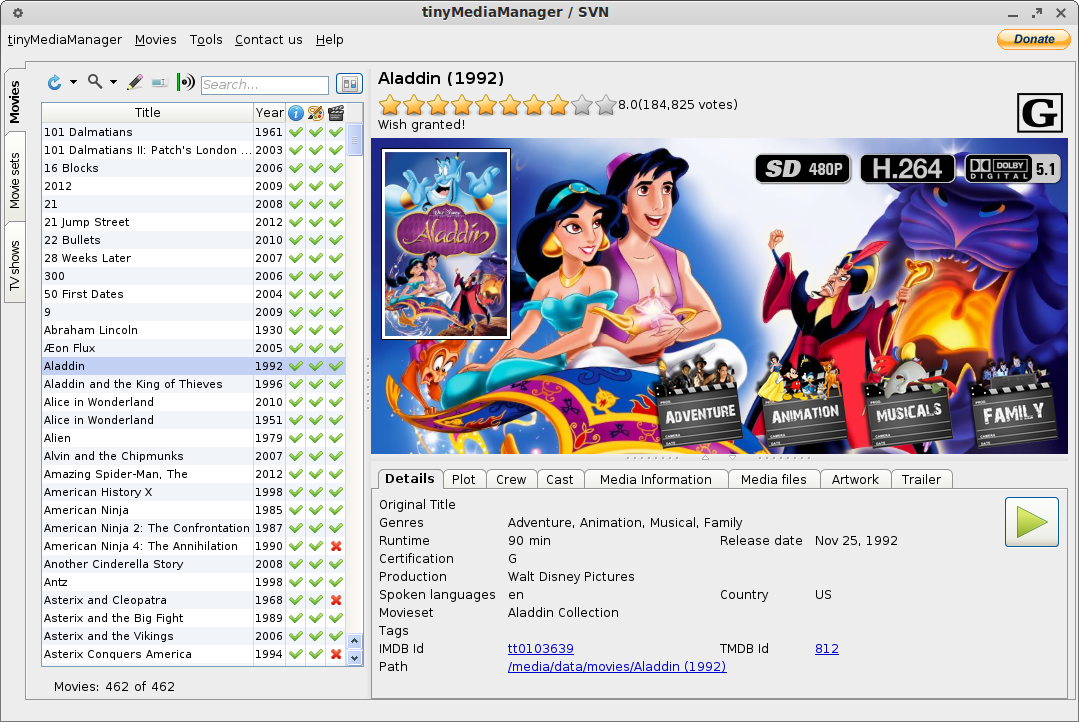 tinyMediaManager / SVN
tinyMediaManager Movies Tools Contact us Help
Donate
Movies
Movie sets
TV shows
Search...
Title Year
101 Dalmatians 1961
101 Dalmatians II: Patch's London ... 2003
16 Blocks 2006
2012 2009
21 2008
21 Jump Street 2012
22 Bullets 2010
28 Weeks Later 2007
300 2006
50 First Dates 2004
9 2009
Abraham Lincoln 1930
Æon Flux 2005
Aladdin 1992
Aladdin and the King of Thieves 1996
Alice in Wonderland 2010
Alice in Wonderland 1951
Alien 1979
Alvin and the Chipmunks 2007
Amazing Spider-Man, The 2012
American History X 1998
American Ninja 1985
American Ninja 2: The Confrontation 1987
American Ninja 4: The Annihilation 1990
Another Cinderella Story 2008
Antz 1998
Asterix and Cleopatra 1968
Asterix and the Big Fight 1989
Asterix and the Vikings 2006
Asterix Conquers America 1994
Movies: 462 of 462
Aladdin (1992)
8.0(184,825 votes)
Wish granted!
G
Walt Disney
Aladdin
SD 480P
H.264
DOLBY DIGITAL 5.1
ADVENTURE
ANIMATION
MUSICALS
FAMILY
Details Plot Crew Cast Media Information Media files Artwork Trailer
Original Title
Genres Adventure, Animation, Musical, Family
Runtime 90 min Release date Nov 25, 1992
Certification G
Production Walt Disney Pictures
Spoken languages en Country US
Movieset Aladdin Collection
Tags
IMDB Id tt0103639 TMDB Id 812
Path /media/data/movies/Aladdin (1992)